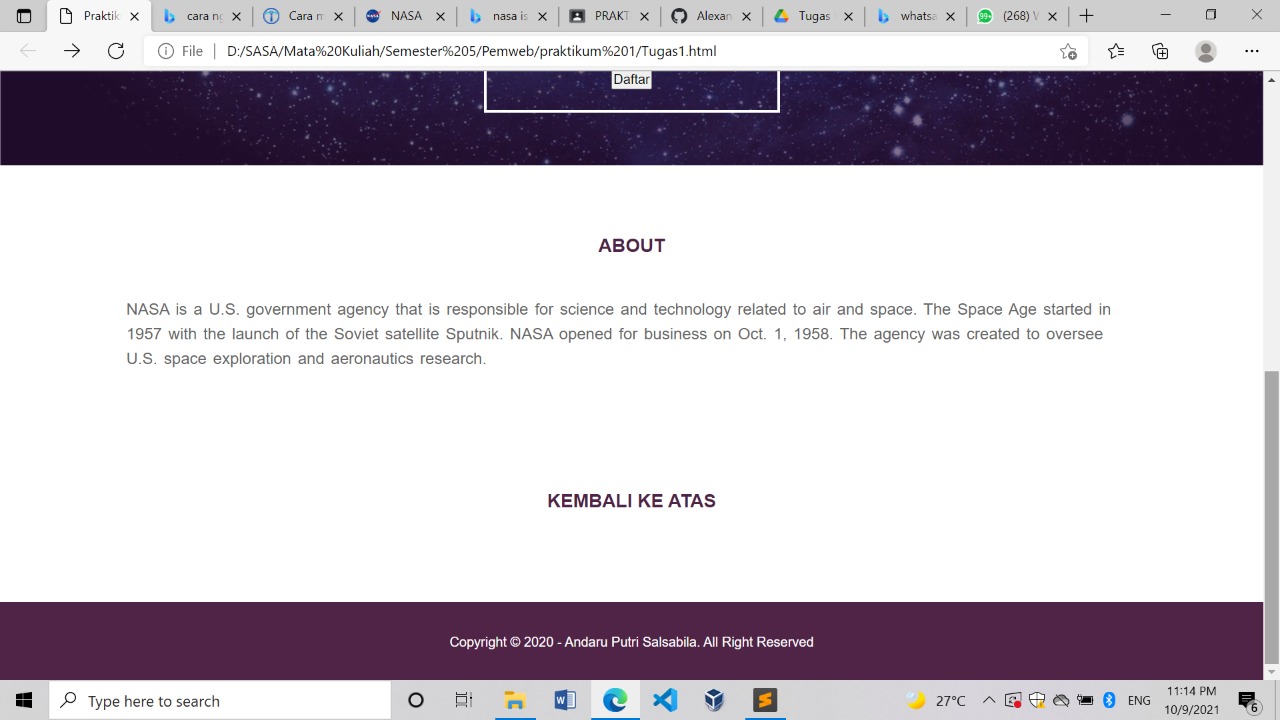 Praktik
cara ng
Cara m
NASA
nasa is
PRAKT
Alexan
Tugas
whatsa
(268) V
File
D:/SASA/Mata%20Kuliah/Semester%205/Pemweb/praktikum%201/Tugas1.html
Daftar
ABOUT
NASA is a U.S. government agency that is responsible for science and technology related to air and space. The Space Age started in
1957 with the launch of the Soviet satellite Sputnik. NASA opened for business on Oct. 1, 1958. The agency was created to oversee
U.S. space exploration and aeronautics research.
KEMBALI KE ATAS
Copyright © 2020 - Andaru Putri Salsabila. All Right Reserved
Type here to search
27°C
ENG
11:14 PM
10/9/2021
6